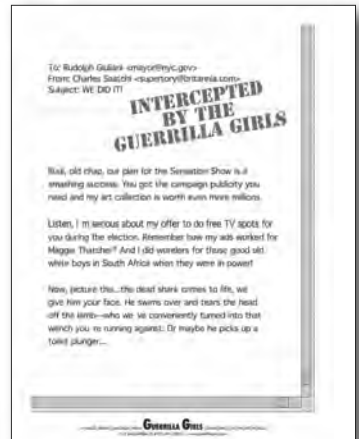 To: Rudolph Giuliani <mayor@nyc.gov>
From: Charles Saatchi <supertory@britannia.com>
Subject: WE DID IT!
INTERCEPTED
BY THE
GUERRILLA GIRLS
Rudi, old chap, our plan for the Sensation Show is a
smashing success. You got the campaign publicity you
need and my art collection is worth even more millions.
Listen, I'm serious about my offer to do free TV spots for
you during the election. Remember how my ads worked for
Maggie Thatcher? And I did wonders for those good old
white boys in South Africa when they were in power!
Now, picture this...the dead shark comes to life, we
give him your face. He swims over and tears the head
off the lamb--who we've conveniently turned into that
wench you're running against. Or maybe he picks up a
toilet plunger...
GUERRILLA GIRLS